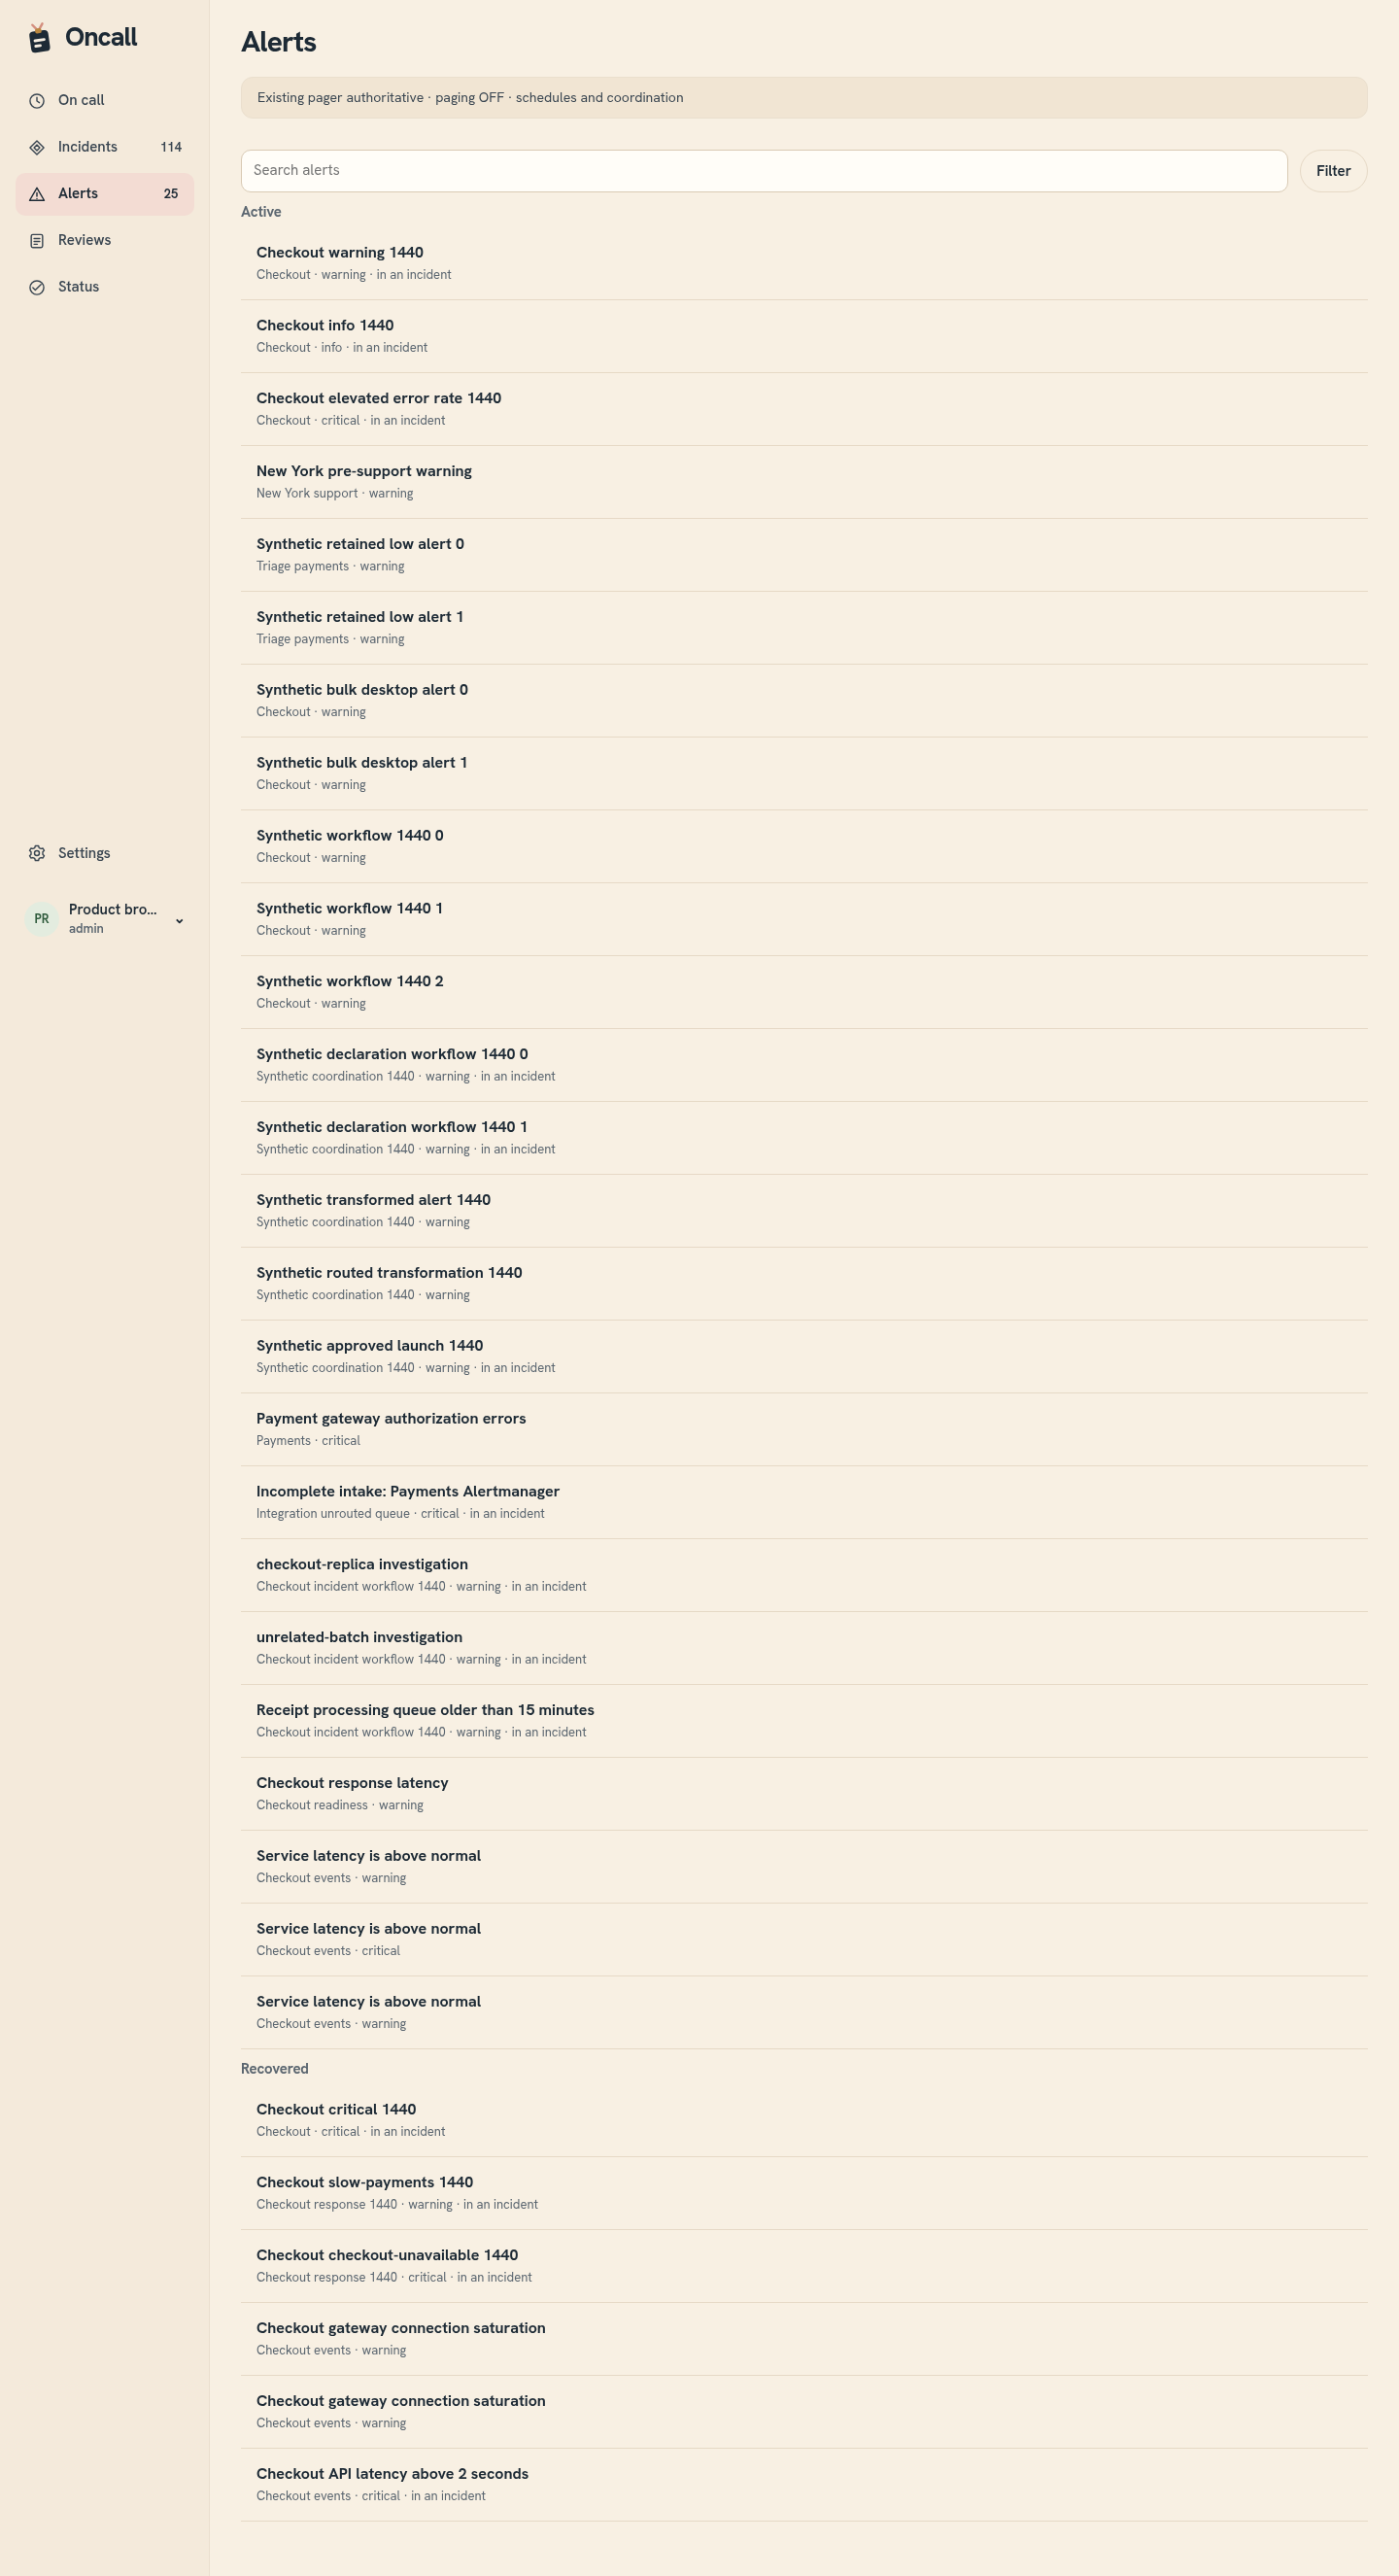 Oncall
On call
Incidents 114
Alerts 25
Reviews
Status
Settings
PR
Product bro...
admin
Alerts
Existing pager authoritative · paging OFF · schedules and coordination
Search alerts
Filter
Active
Checkout warning 1440
Checkout · warning · in an incident
Checkout info 1440
Checkout · info · in an incident
Checkout elevated error rate 1440
Checkout · critical · in an incident
New York pre-support warning
New York support · warning
Synthetic retained low alert 0
Triage payments · warning
Synthetic retained low alert 1
Triage payments · warning
Synthetic bulk desktop alert 0
Checkout · warning
Synthetic bulk desktop alert 1
Checkout · warning
Synthetic workflow 1440 0
Checkout · warning
Synthetic workflow 1440 1
Checkout · warning
Synthetic workflow 1440 2
Checkout · warning
Synthetic declaration workflow 1440 0
Synthetic coordination 1440 · warning · in an incident
Synthetic declaration workflow 1440 1
Synthetic coordination 1440 · warning · in an incident
Synthetic transformed alert 1440
Synthetic coordination 1440 · warning
Synthetic routed transformation 1440
Synthetic coordination 1440 · warning
Synthetic approved launch 1440
Synthetic coordination 1440 · warning · in an incident
Payment gateway authorization errors
Payments · critical
Incomplete intake: Payments Alertmanager
Integration unrouted queue · critical · in an incident
checkout-replica investigation
Checkout incident workflow 1440 · warning · in an incident
unrelated-batch investigation
Checkout incident workflow 1440 · warning · in an incident
Receipt processing queue older than 15 minutes
Checkout incident workflow 1440 · warning · in an incident
Checkout response latency
Checkout readiness · warning
Service latency is above normal
Checkout events · warning
Service latency is above normal
Checkout events · critical
Service latency is above normal
Checkout events · warning
Recovered
Checkout critical 1440
Checkout · critical · in an incident
Checkout slow-payments 1440
Checkout response 1440 · warning · in an incident
Checkout checkout-unavailable 1440
Checkout response 1440 · critical · in an incident
Checkout gateway connection saturation
Checkout events · warning
Checkout gateway connection saturation
Checkout events · warning
Checkout API latency above 2 seconds
Checkout events · critical · in an incident